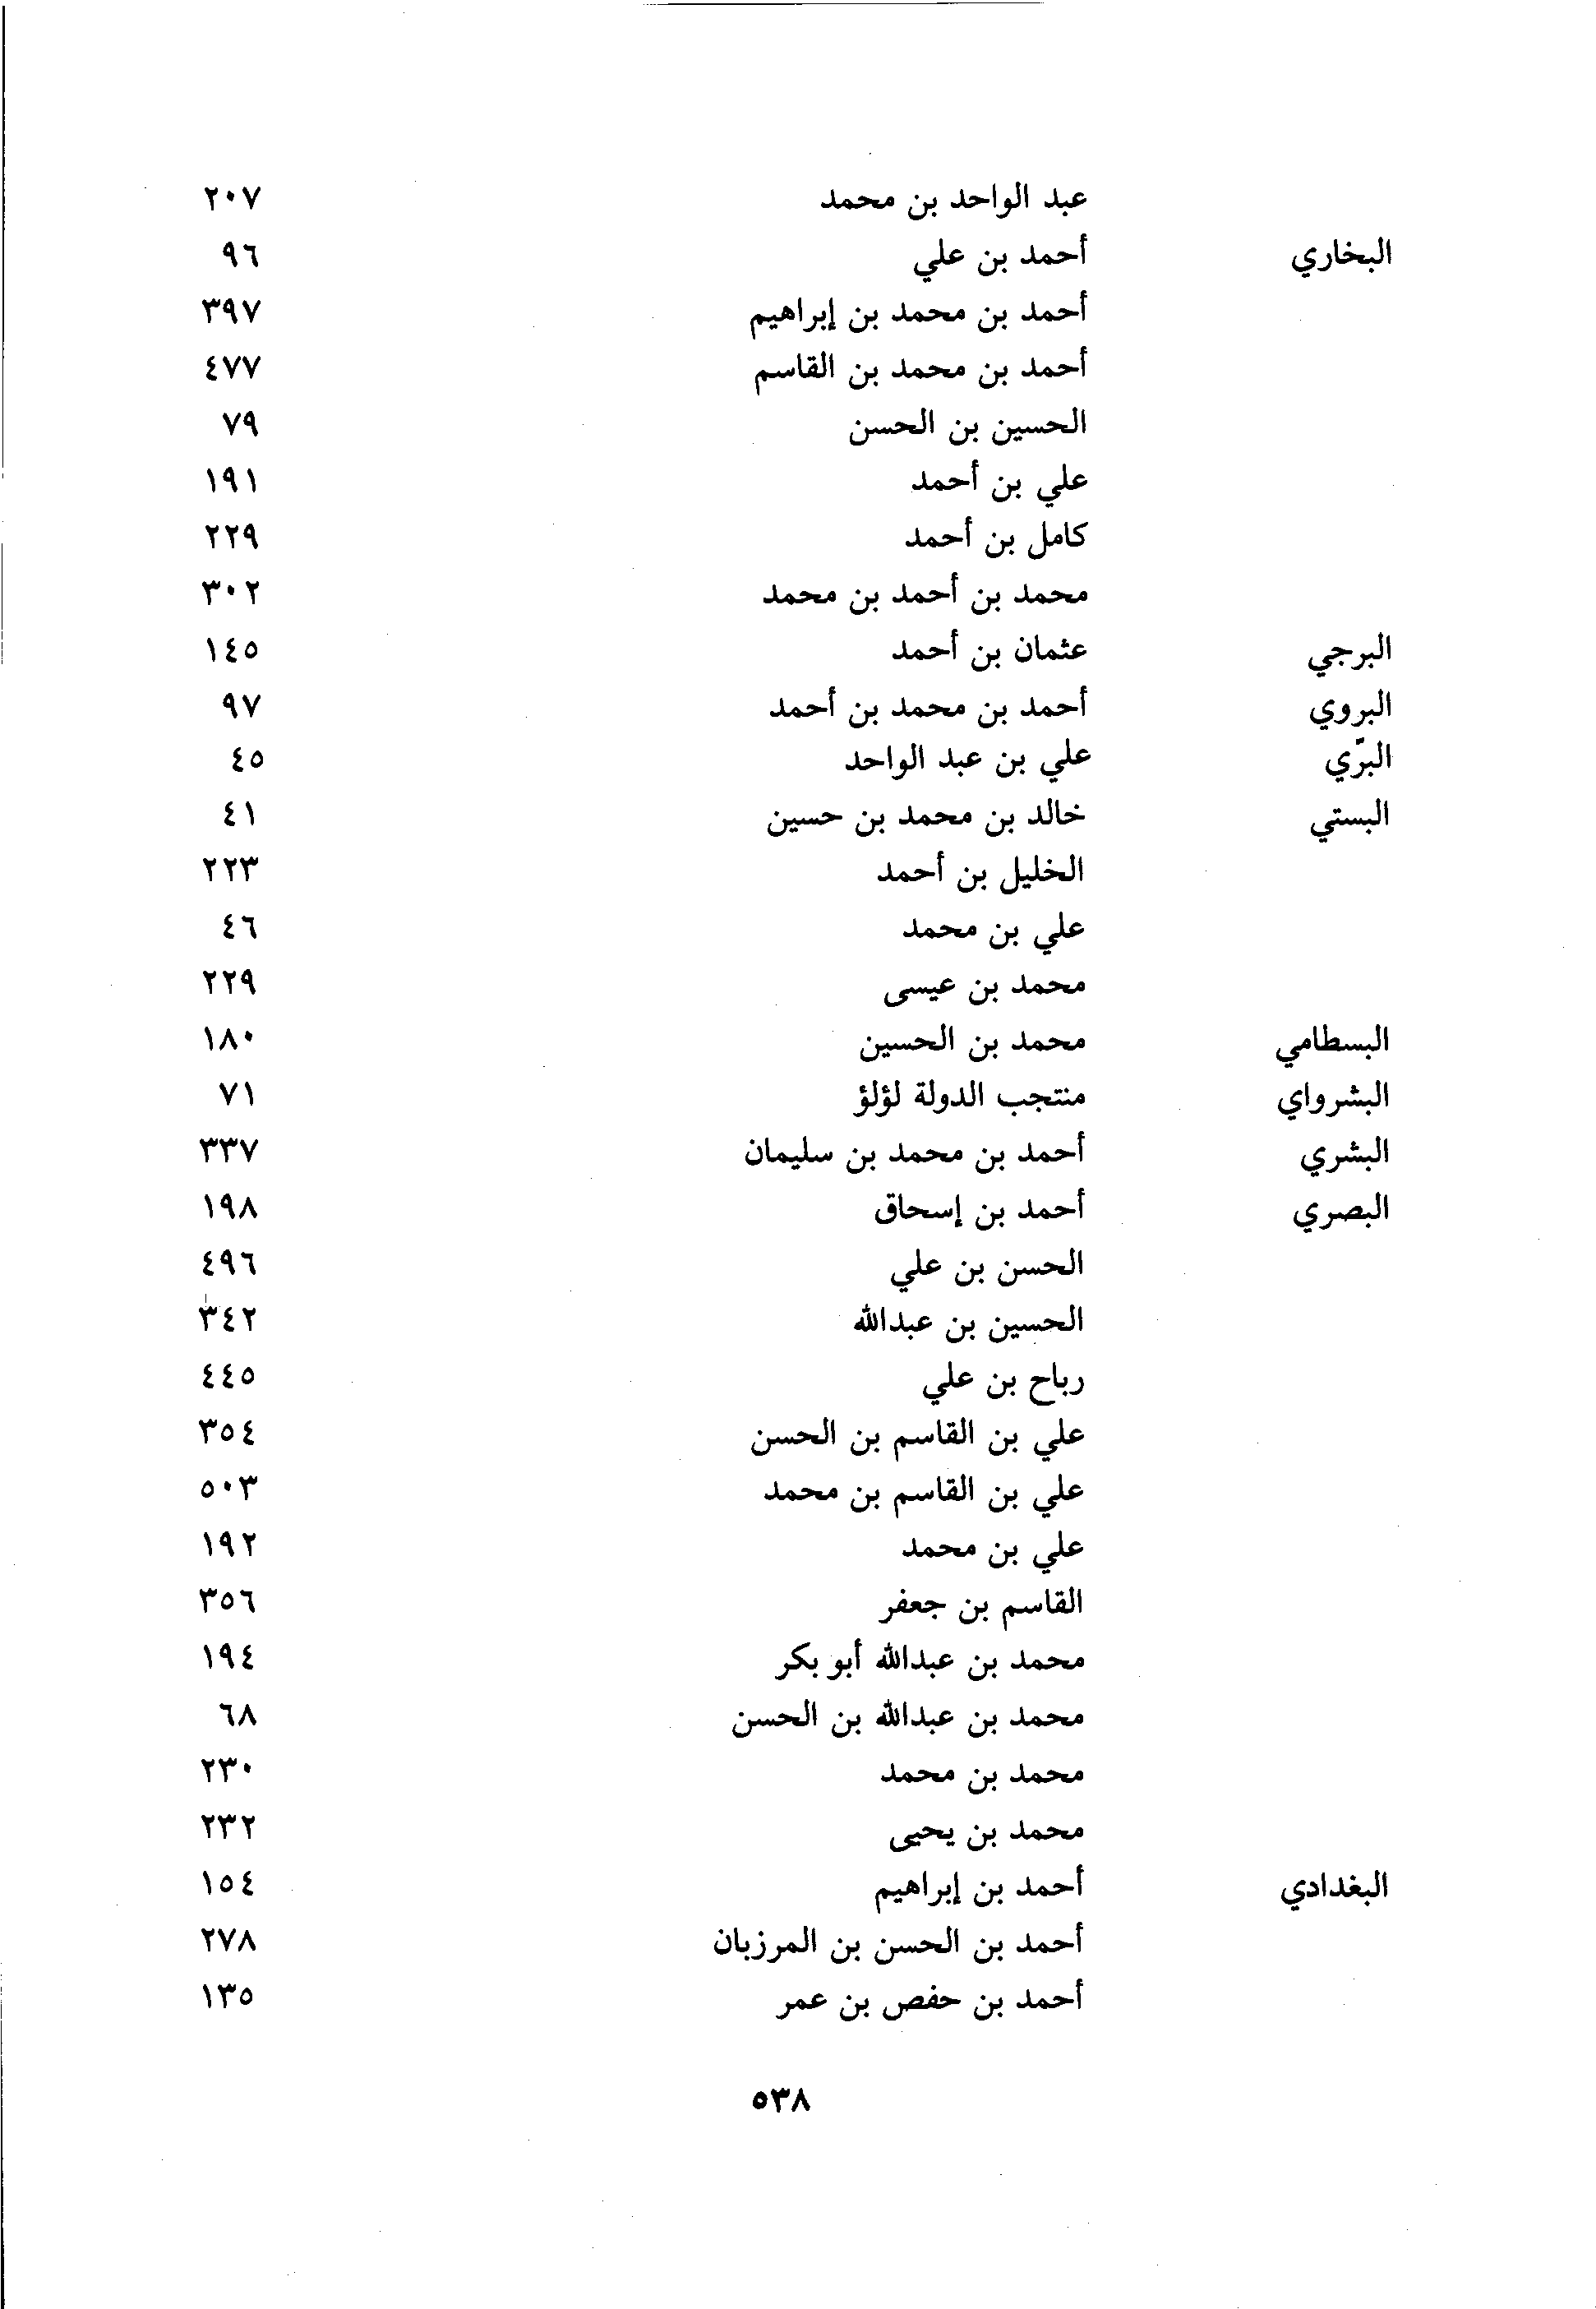 عبد الواحد بن محمد ٢٠٧
البخاري أحمد بن علي ٩٦
أحمد بن محمد بن إبراهيم ٣٩٧
أحمد بن محمد بن القاسم ٤٧٧
الحسين بن الحسن ٧٩
علي بن أحمد ١٩١
كامل بن أحمد ٢٢٩
محمد بن أحمد بن محمد ٣٠٢
البرجي عثمان بن أحمد ١٤٥
البروي أحمد بن محمد بن أحمد ٩٧
البرّي علي بن عبد الواحد ٤٥
البستي خالد بن محمد بن حسين ٤١
الخليل بن أحمد ٢٢٣
علي بن محمد ٤٦
محمد بن عيسى ٢٢٩
البسطامي محمد بن الحسين ١٨٠
البشرواي منتجب الدولة لؤلؤ ٧١
البشري أحمد بن محمد بن سليمان ٣٣٧
البصري أحمد بن إسحاق ١٩٨
الحسن بن علي ٤٩٦
الحسين بن عبدالله ٣٤٢
رباح بن علي ٤٤٥
علي بن القاسم بن الحسن ٣٥٤
علي بن القاسم بن محمد ٥٠٣
علي بن محمد ١٩٢
القاسم بن جعفر ٣٥٦
محمد بن عبدالله أبو بكر ١٩٤
محمد بن عبدالله بن الحسن ٦٨
محمد بن محمد ٢٣٠
محمد بن يحيى ٢٣٢
البغدادي أحمد بن إبراهيم ١٥٤
أحمد بن الحسن بن المرزبان ٢٧٨
أحمد بن حفص بن عمر ١٣٥
٥٣٨